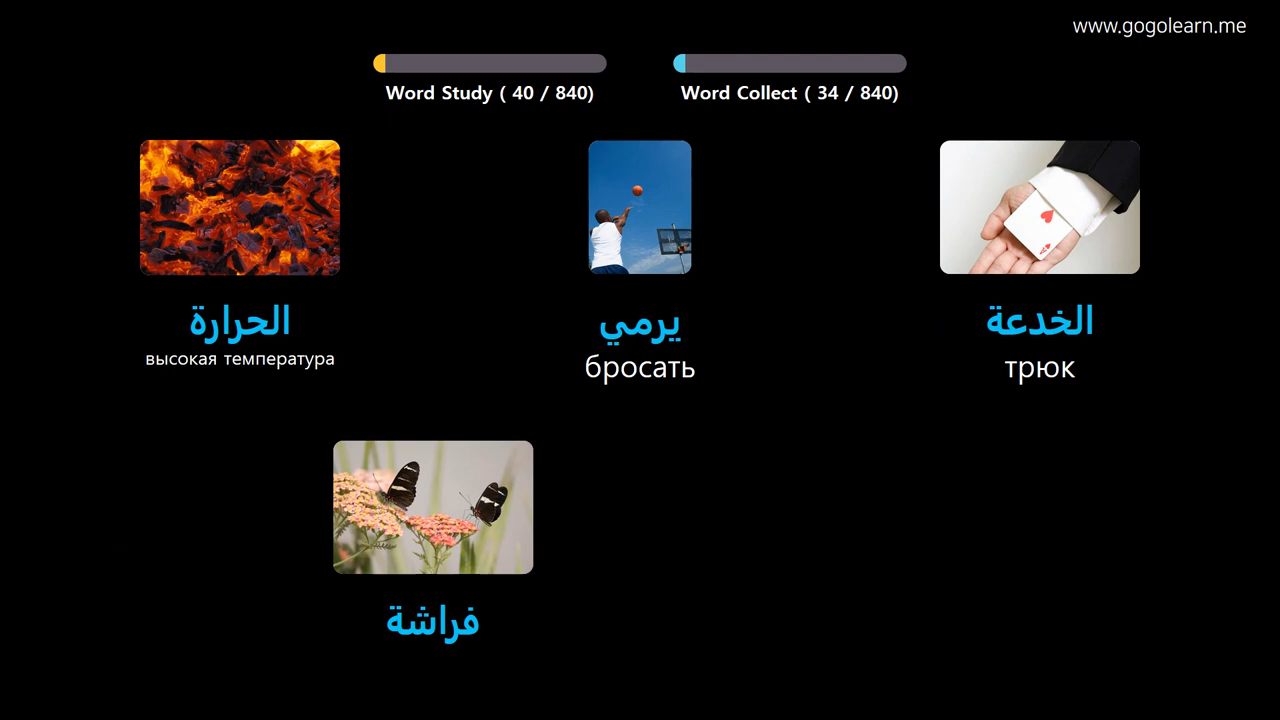 www.gogolearn.me
Word Study ( 40 / 840)
Word Collect ( 34 / 840)
الحرارة
высокая температура
يرمي
бросать
الخدعة
трюк
فراشة